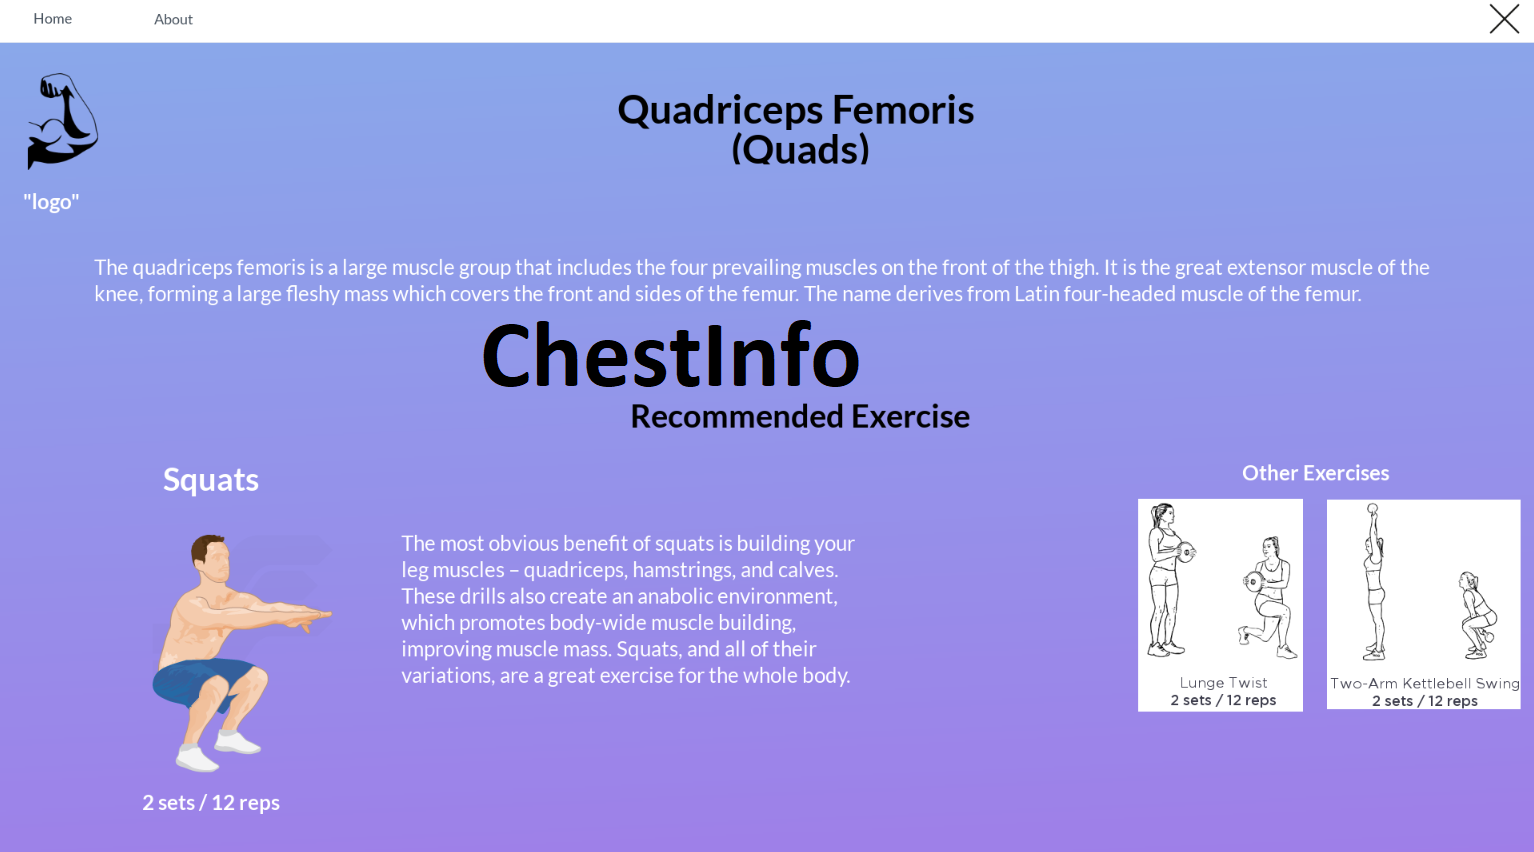 Home
About
Quadriceps Femoris
(Quads)
"logo"
The quadriceps femoris is a large muscle group that includes the four prevailing muscles on the front of the thigh. It is the great extensor muscle of the
knee, forming a large fleshy mass which covers the front and sides of the femur. The name derives from Latin four-headed muscle of the femur.
ChestInfo
Recommended Exercise
Squats
The most obvious benefit of squats is building your
leg muscles – quadriceps, hamstrings, and calves.
These drills also create an anabolic environment,
which promotes body-wide muscle building,
improving muscle mass. Squats, and all of their
variations, are a great exercise for the whole body.
2 sets / 12 reps
Other Exercises
Lunge Twist
2 sets / 12 reps
Two-Arm Kettlebell Swing
2 sets / 12 reps